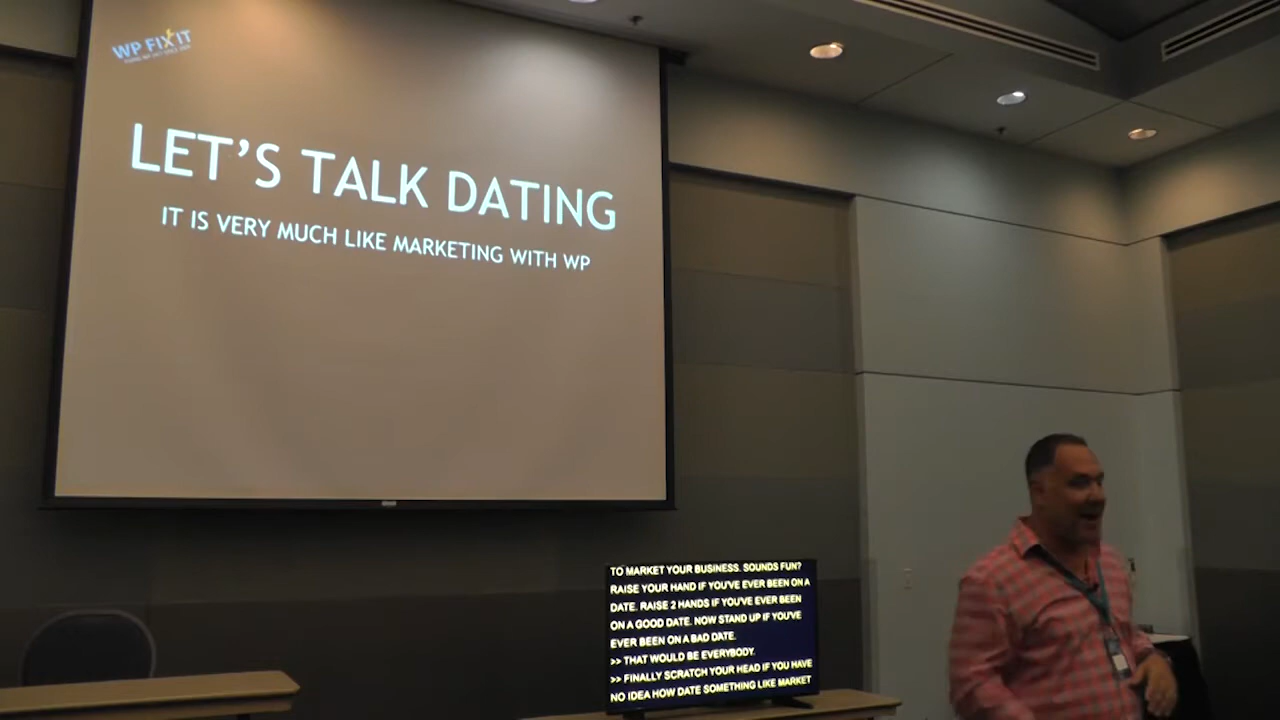 WP FIX IT
LET'S TALK DATING
IT IS VERY MUCH LIKE MARKETING WITH WP
TO MARKET YOUR BUSINESS. SOUNDS FUN?
RAISE YOUR HAND IF YOU'VE EVER BEEN ON A
DATE. RAISE 2 HANDS IF YOU'VE EVER BEEN
ON A GOOD DATE. NOW STAND UP IF YOU'VE
EVER BEEN ON A BAD DATE.
>> THAT WOULD BE EVERYBODY.
>> FINALLY SCRATCH YOUR HEAD IF YOU HAVE
NO IDEA HOW DATE SOMETHING LIKE MARKET